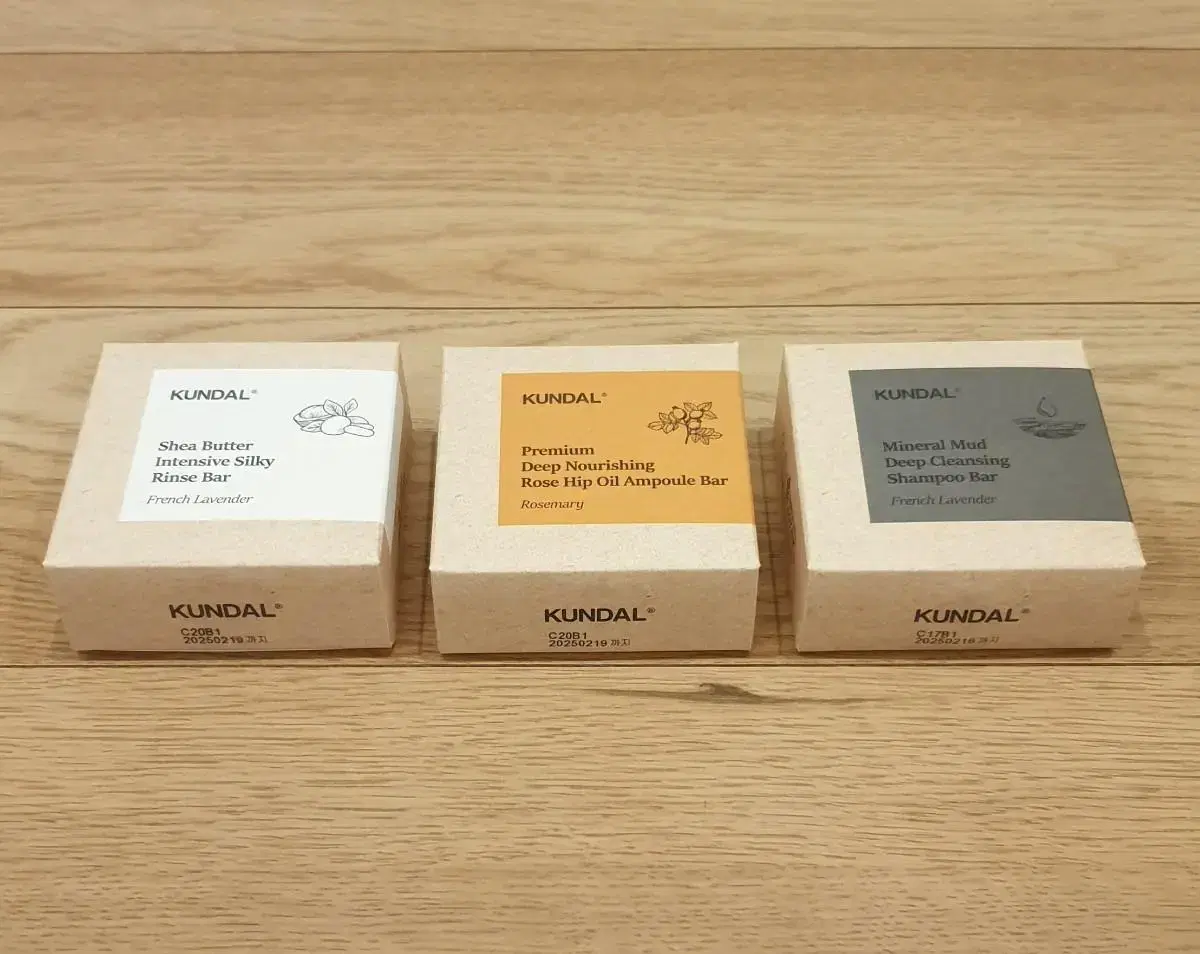 KUNDAL®
Shea Butter
Intensive Silky
Rinse Bar
French Lavender
KUNDAL®
C20B1
20250219 까지
KUNDAL®
Premium
Deep Nourishing
Rose Hip Oil Ampoule Bar
Rosemary
KUNDAL®
C20B1
20250219 까지
KUNDAL®
Mineral Mud
Deep Cleansing
Shampoo Bar
French Lavender
KUNDAL®
C17B1
20250216 까지